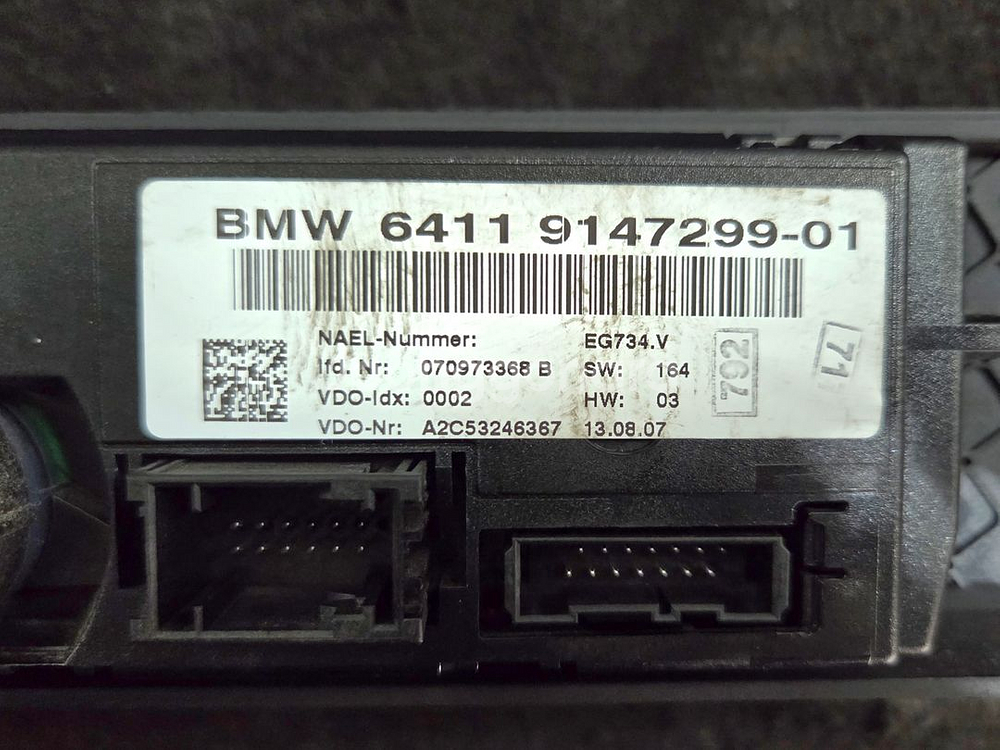 BMW 6411 9147299-01
NAEL-Nummer: EG734.V
lfd. Nr: 070973368 B SW: 164
VDO-Idx: 0002 HW: 03
VDO-Nr: A2C53246367 13.08.07
792
71